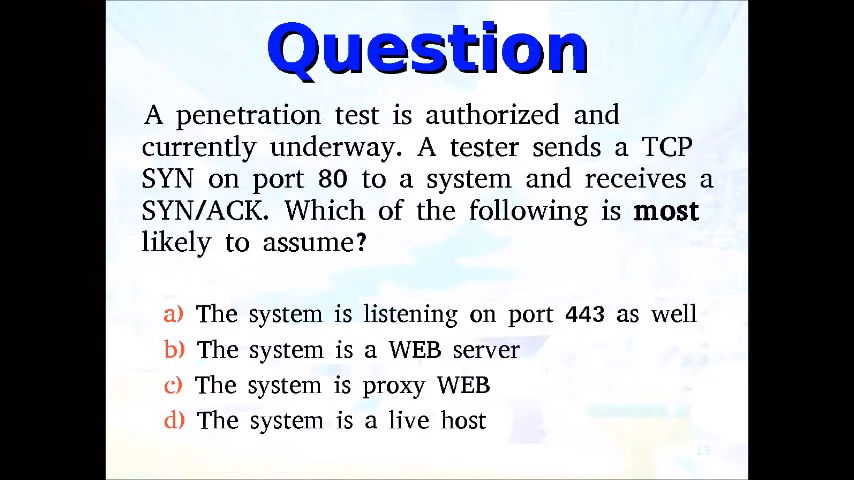 Question
A penetration test is authorized and
currently underway. A tester sends a TCP
SYN on port 80 to a system and receives a
SYN/ACK. Which of the following is most
likely to assume?
a) The system is listening on port 443 as well
b) The system is a WEB server
c) The system is proxy WEB
d) The system is a live host
13